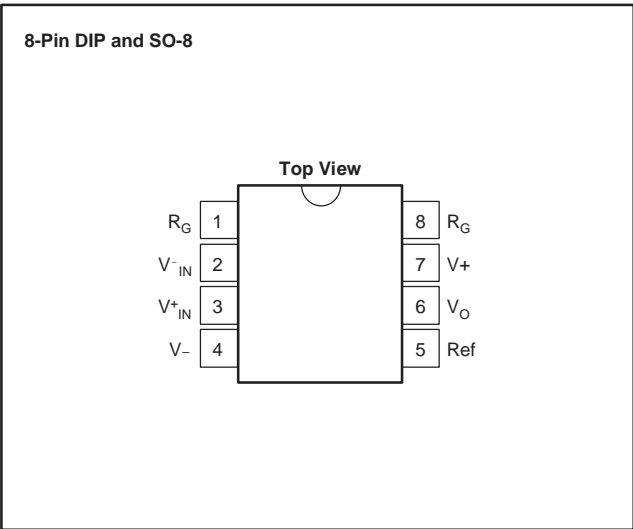 8-Pin DIP and SO-8
Top View
R_G 1 8 R_G
V⁻_IN 2 7 V+
V⁺_IN 3 6 V_O
V– 4 5 Ref